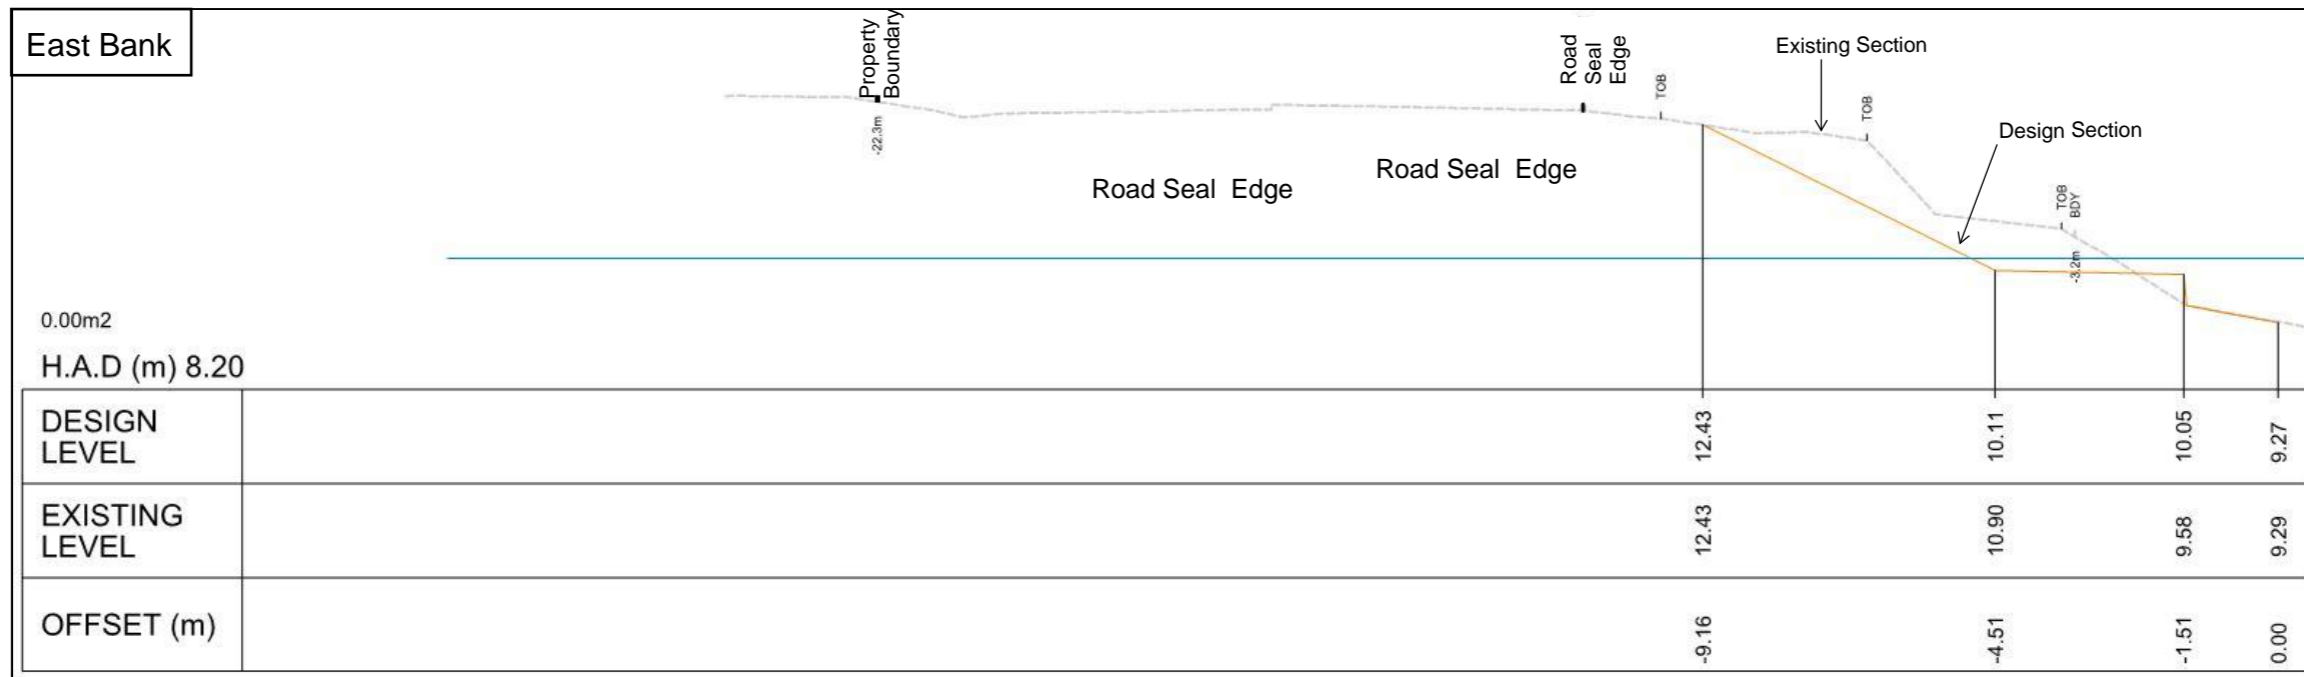 East Bank
Property
Boundary
-22.3m
Road
Seal
Edge
TOB
Existing Section
TOB
Design Section
TOB
BDY
-3.2m
Road Seal Edge
Road Seal Edge
0.00m2
H.A.D (m) 8.20
DESIGN
LEVEL
12.43
10.11
10.05
9.27
EXISTING
LEVEL
12.43
10.90
9.58
9.29
OFFSET (m)
-9.16
-4.51
-1.51
0.00